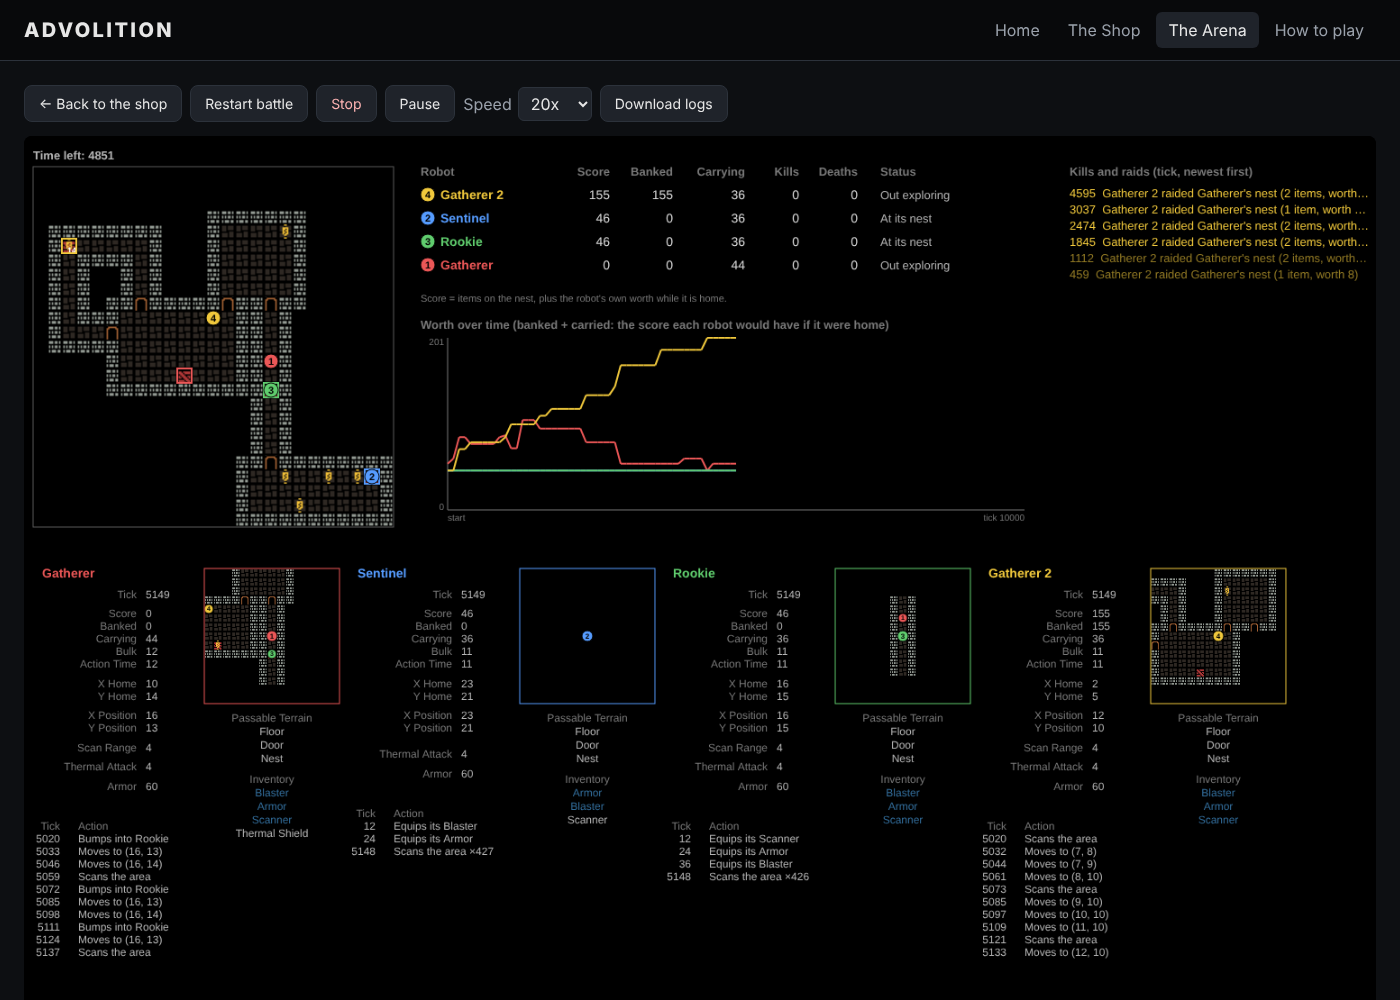 ADVOLITION
Home The Shop The Arena How to play
← Back to the shop Restart battle Stop Pause Speed 20x Download logs
Time left: 4851
Robot Score Banked Carrying Kills Deaths Status
4 Gatherer 2 155 155 36 0 0 Out exploring
2 Sentinel 46 0 36 0 0 At its nest
3 Rookie 46 0 36 0 0 At its nest
1 Gatherer 0 0 44 0 0 Out exploring
Score = items on the nest, plus the robot's own worth while it is home.
Kills and raids (tick, newest first)
4595 Gatherer 2 raided Gatherer's nest (2 items, worth...
3037 Gatherer 2 raided Gatherer's nest (1 item, worth ...
2474 Gatherer 2 raided Gatherer's nest (2 items, worth...
1845 Gatherer 2 raided Gatherer's nest (2 items, worth...
1112 Gatherer 2 raided Gatherer's nest (2 items, worth...
459 Gatherer 2 raided Gatherer's nest (1 item, worth 8)
Worth over time (banked + carried: the score each robot would have if it were home)
201
0
start tick 10000
4
1
3
2
Gatherer
Tick 5149
Score 0
Banked 0
Carrying 44
Bulk 12
Action Time 12
X Home 10
Y Home 14
X Position 16
Y Position 13
Scan Range 4
Thermal Attack 4
Armor 60
4
1
3
Passable Terrain
Floor
Door
Nest
Inventory
Blaster
Armor
Scanner
Thermal Shield
Tick Action
5020 Bumps into Rookie
5033 Moves to (16, 13)
5046 Moves to (16, 14)
5059 Scans the area
5072 Bumps into Rookie
5085 Moves to (16, 13)
5098 Moves to (16, 14)
5111 Bumps into Rookie
5124 Moves to (16, 13)
5137 Scans the area
Sentinel
Tick 5149
Score 46
Banked 0
Carrying 36
Bulk 11
Action Time 11
X Home 23
Y Home 21
X Position 23
Y Position 21
Thermal Attack 4
Armor 60
2
Passable Terrain
Floor
Door
Nest
Inventory
Armor
Blaster
Scanner
Tick Action
12 Equips its Blaster
24 Equips its Armor
5148 Scans the area ×427
Rookie
Tick 5149
Score 46
Banked 0
Carrying 36
Bulk 11
Action Time 11
X Home 16
Y Home 15
X Position 16
Y Position 15
Scan Range 4
Thermal Attack 4
Armor 60
1
3
Passable Terrain
Floor
Door
Nest
Inventory
Blaster
Armor
Scanner
Tick Action
12 Equips its Scanner
24 Equips its Armor
36 Equips its Blaster
5148 Scans the area ×426
Gatherer 2
Tick 5149
Score 155
Banked 155
Carrying 36
Bulk 11
Action Time 11
X Home 2
Y Home 5
X Position 12
Y Position 10
Scan Range 4
Thermal Attack 4
Armor 60
4
Passable Terrain
Floor
Door
Nest
Inventory
Blaster
Armor
Scanner
Tick Action
5020 Scans the area
5032 Moves to (7, 8)
5044 Moves to (7, 9)
5061 Moves to (8, 10)
5073 Scans the area
5085 Moves to (9, 10)
5097 Moves to (10, 10)
5109 Moves to (11, 10)
5121 Scans the area
5133 Moves to (12, 10)